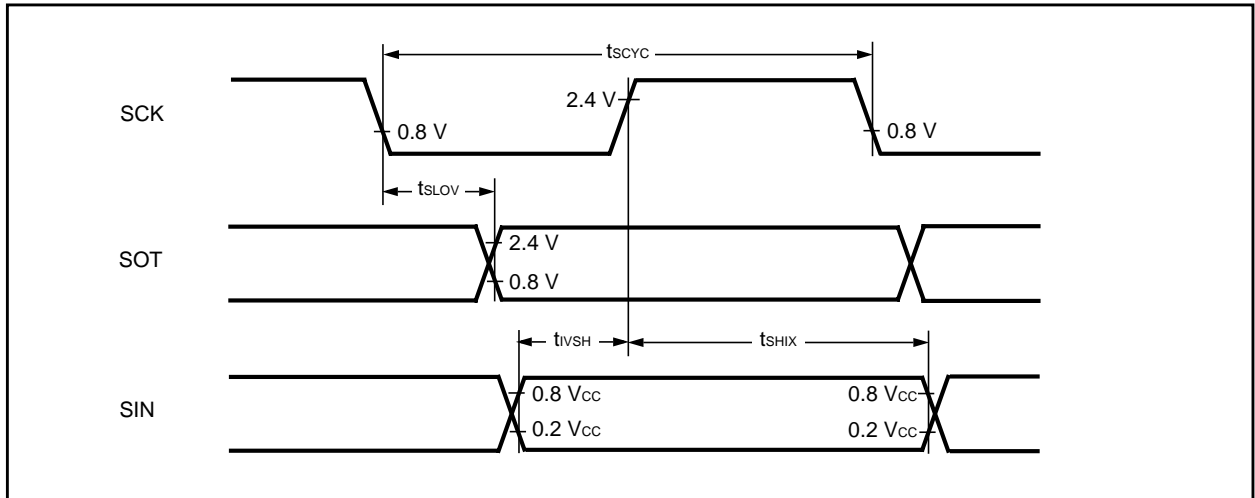 tSCYC
SCK
2.4 V
0.8 V
0.8 V
tSLOV
SOT
2.4 V
0.8 V
tIVSH
tSHIX
SIN
0.8 VCC
0.8 VCC
0.2 VCC
0.2 VCC